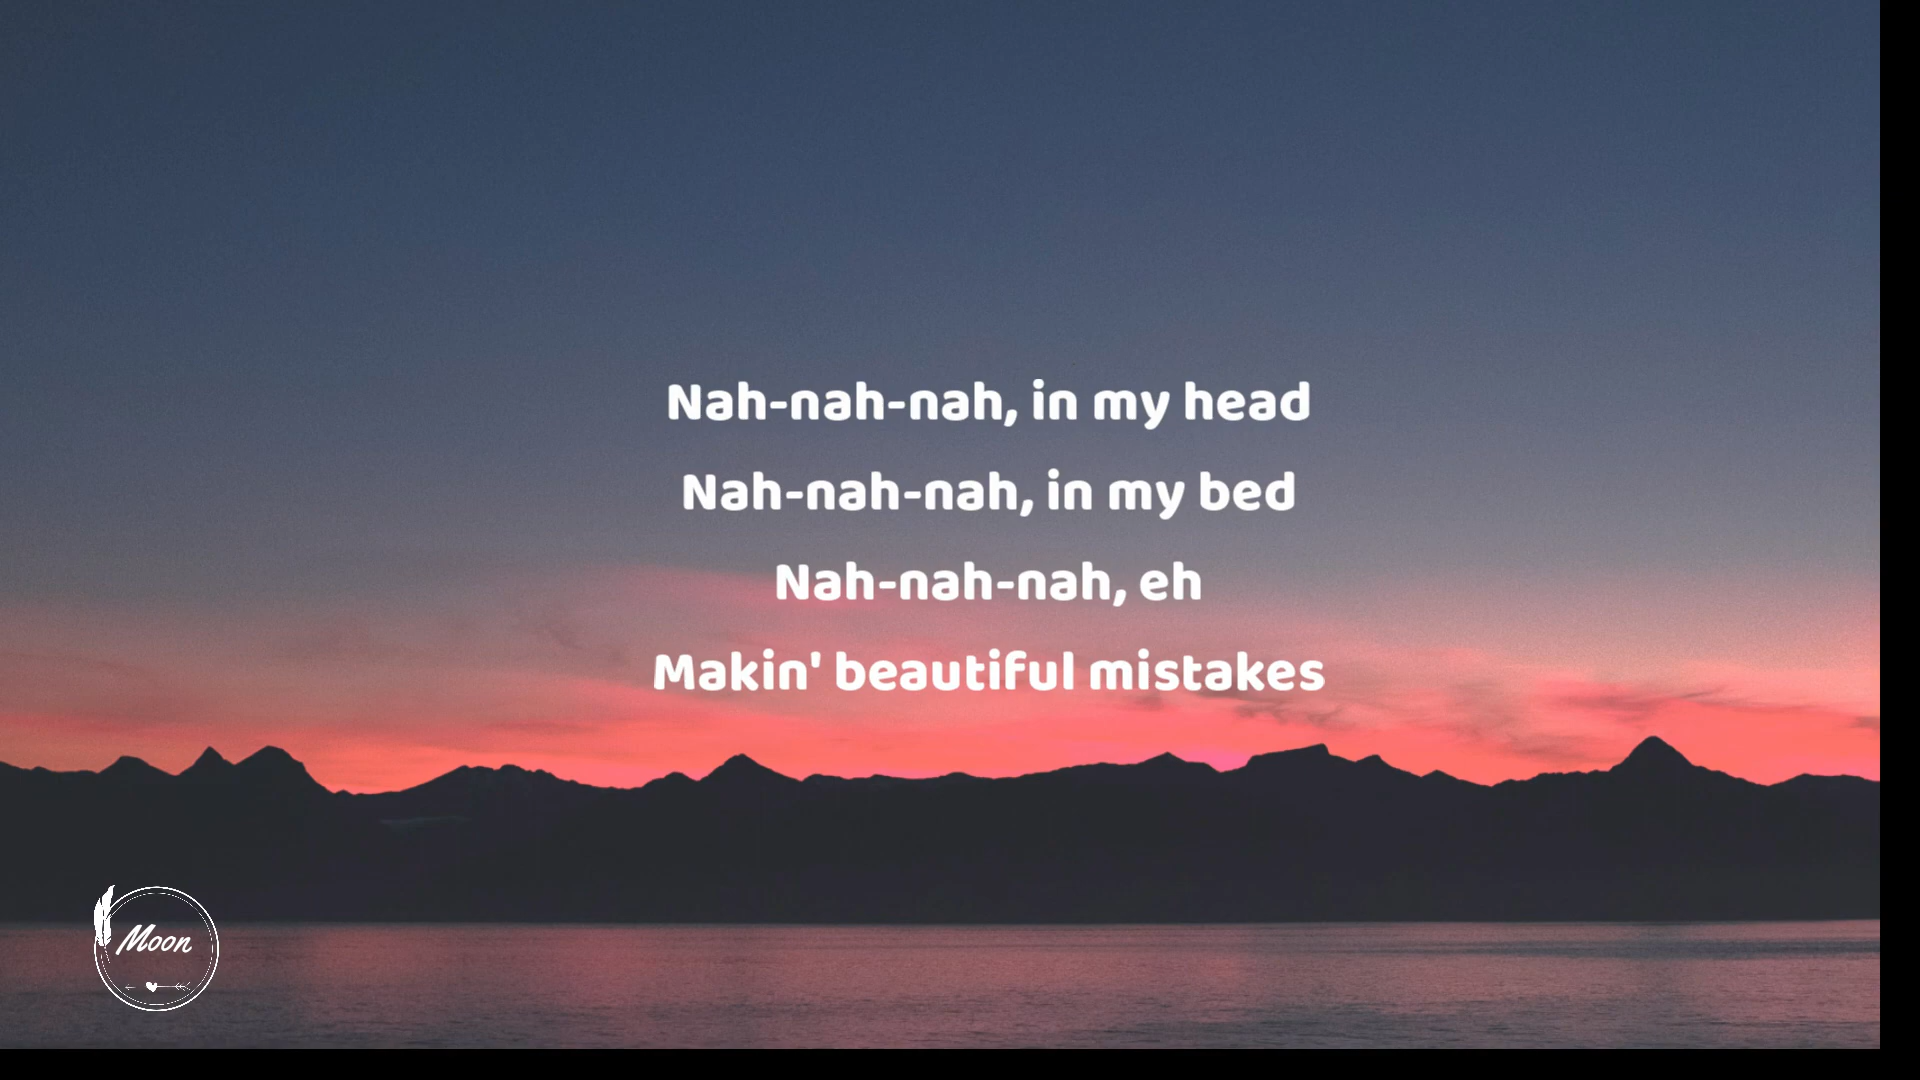 Nah-nah-nah, in my head
Nah-nah-nah, in my bed
Nah-nah-nah, eh
Makin' beautiful mistakes
Moon